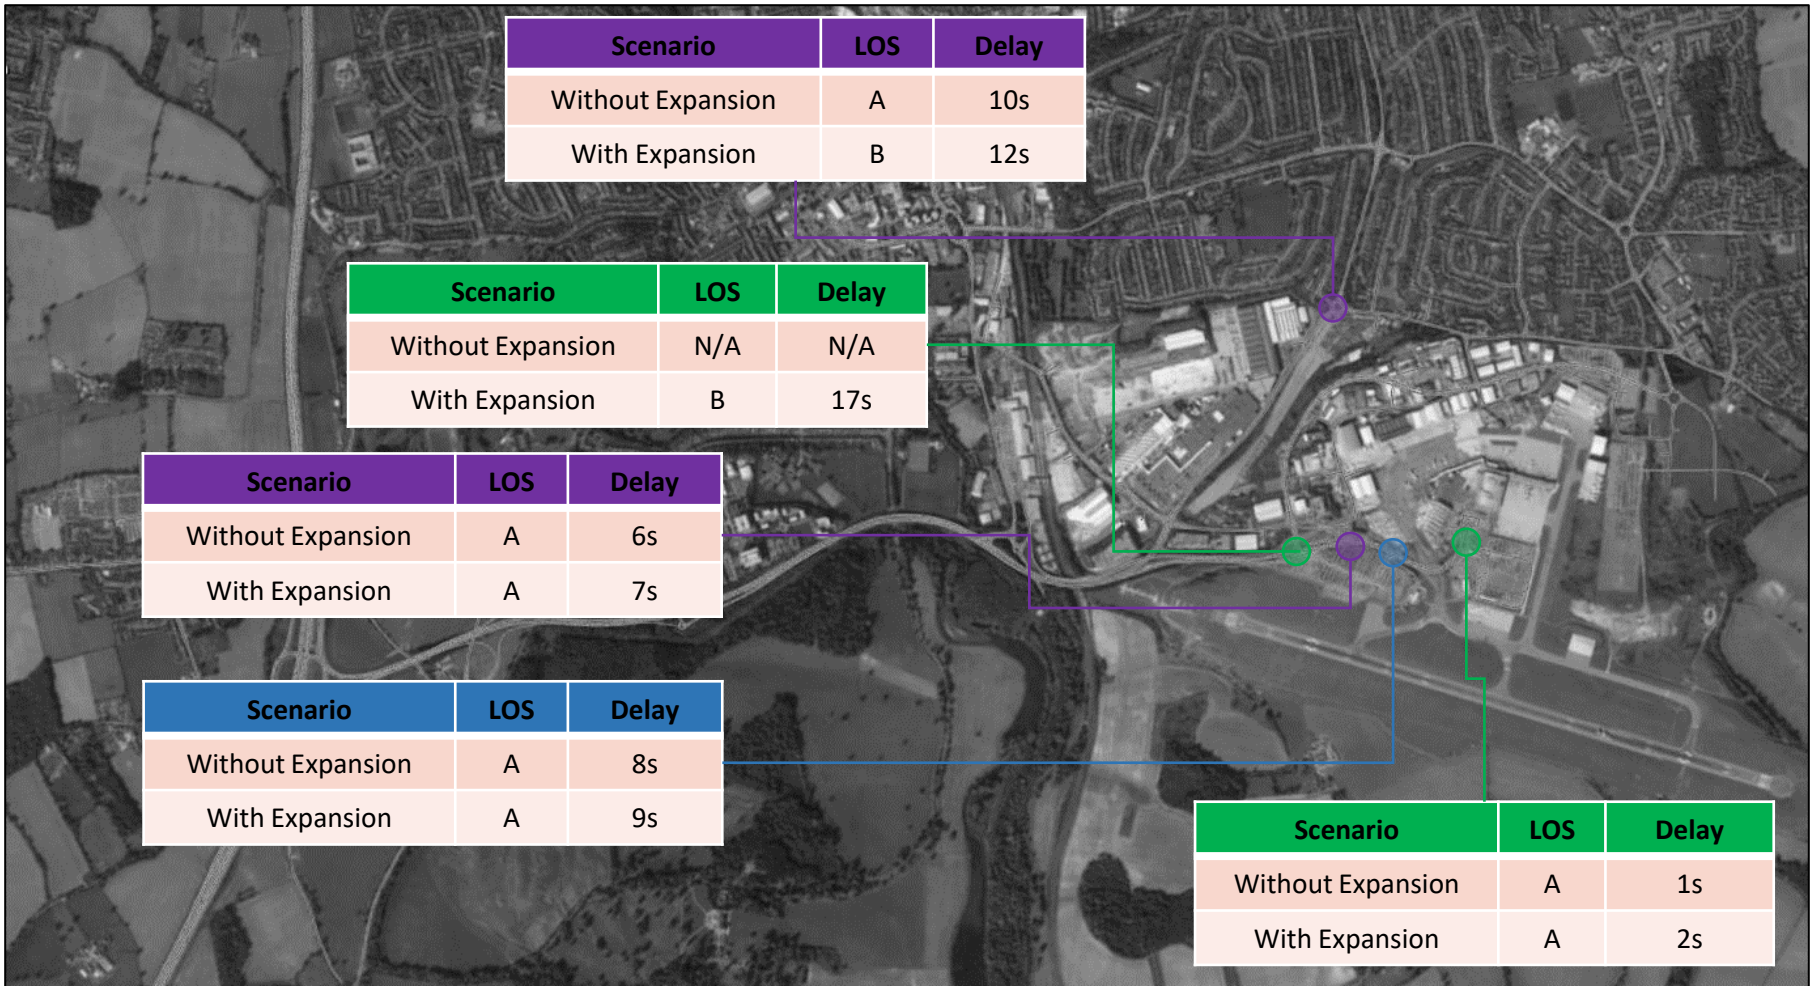 Scenario LOS Delay
Without Expansion A 10s
With Expansion B 12s
Scenario LOS Delay
Without Expansion N/A N/A
With Expansion B 17s
Scenario LOS Delay
Without Expansion A 6s
With Expansion A 7s
Scenario LOS Delay
Without Expansion A 8s
With Expansion A 9s
Scenario LOS Delay
Without Expansion A 1s
With Expansion A 2s